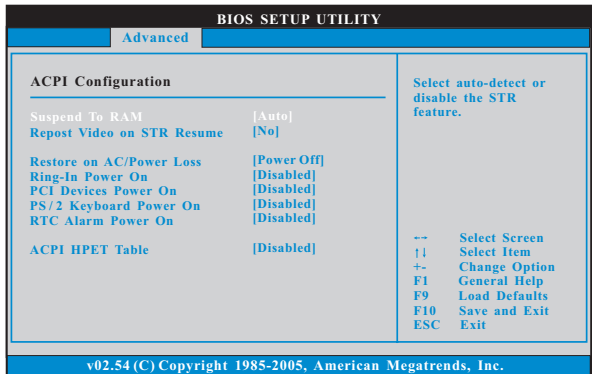 BIOS SETUP UTILITY
Advanced
ACPI Configuration
Suspend To RAM [Auto]
Repost Video on STR Resume [No]
Restore on AC/Power Loss [Power Off]
Ring-In Power On [Disabled]
PCI Devices Power On [Disabled]
PS/2 Keyboard Power On [Disabled]
RTC Alarm Power On [Disabled]
ACPI HPET Table [Disabled]
Select auto-detect or
disable the STR
feature.
←→ Select Screen
↑↓ Select Item
+- Change Option
F1 General Help
F9 Load Defaults
F10 Save and Exit
ESC Exit
v02.54 (C) Copyright 1985-2005, American Megatrends, Inc.